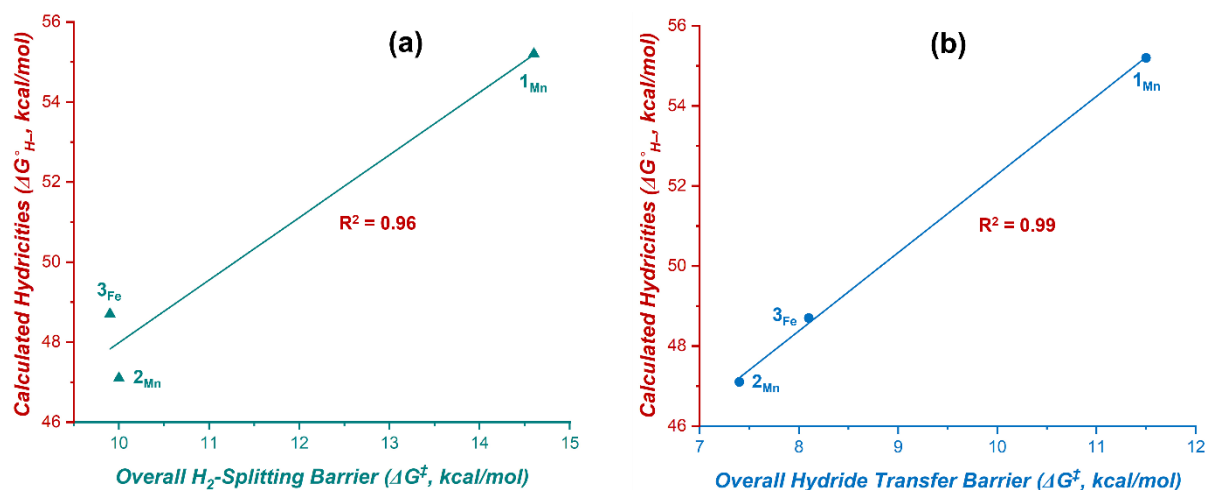 (a)
Calculated Hydricities (ΔG°H–, kcal/mol)
56
54
52
50
48
46
1Mn
R² = 0.96
3Fe
2Mn
10
11
12
13
14
15
Overall H₂-Splitting Barrier (ΔG‡, kcal/mol)
(b)
Calculated Hydricities (ΔG°H–, kcal/mol)
56
54
52
50
48
46
1Mn
R² = 0.99
3Fe
2Mn
7
8
9
10
11
12
Overall Hydride Transfer Barrier (ΔG‡, kcal/mol)